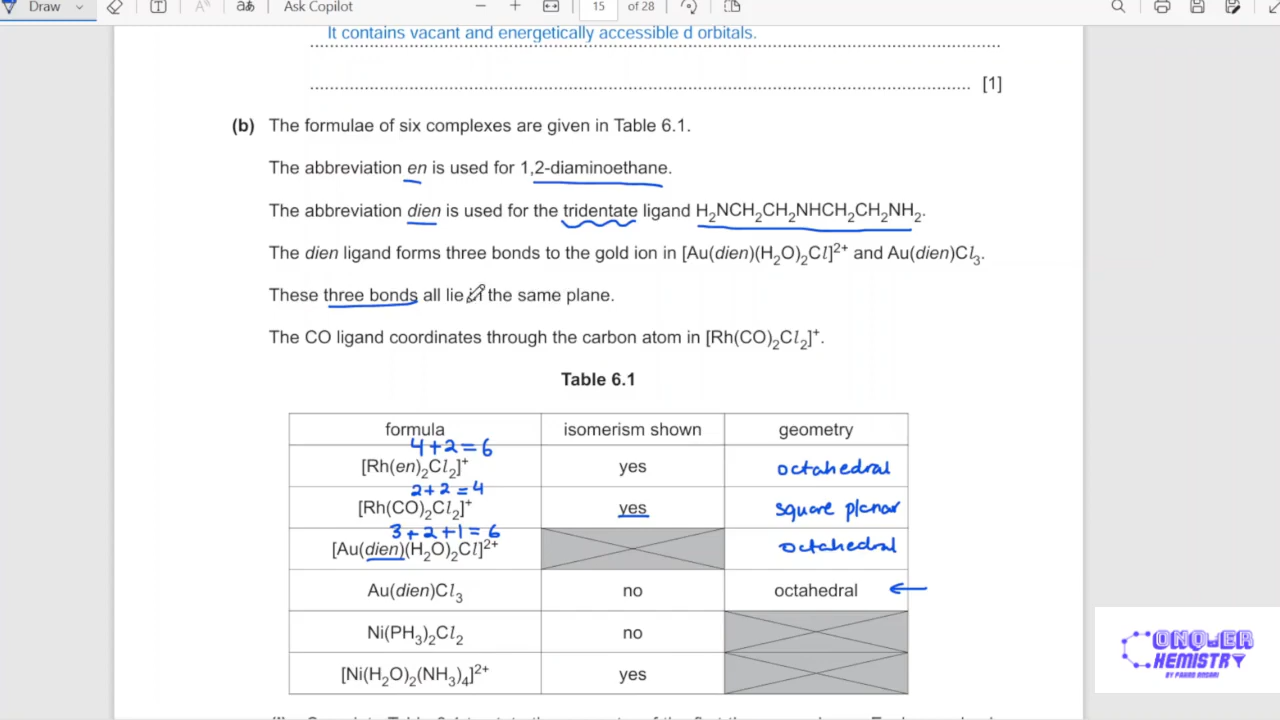 Draw
Ask Copilot
15 of 28
It contains vacant and energetically accessible d orbitals.
[1]
(b) The formulae of six complexes are given in Table 6.1.
The abbreviation en is used for 1,2-diaminoethane.
The abbreviation dien is used for the tridentate ligand H₂NCH₂CH₂NHCH₂CH₂NH₂.
The dien ligand forms three bonds to the gold ion in [Au(dien)(H₂O)₂Cl]²⁺ and Au(dien)Cl₃.
These three bonds all lie in the same plane.
The CO ligand coordinates through the carbon atom in [Rh(CO)₂Cl₂]⁺.
Table 6.1
formula isomerism shown geometry
4+2=6
[Rh(en)₂Cl₂]⁺ yes octahedral
2+2=4
[Rh(CO)₂Cl₂]⁺ yes square planar
3+2+1=6
[Au(dien)(H₂O)₂Cl]²⁺ octahedral
Au(dien)Cl₃ no octahedral ←
Ni(PH₃)₂Cl₂ no
[Ni(H₂O)₂(NH₃)₄]²⁺ yes
ONQUER
HEMISTRY
BY FAHAD ANSARI